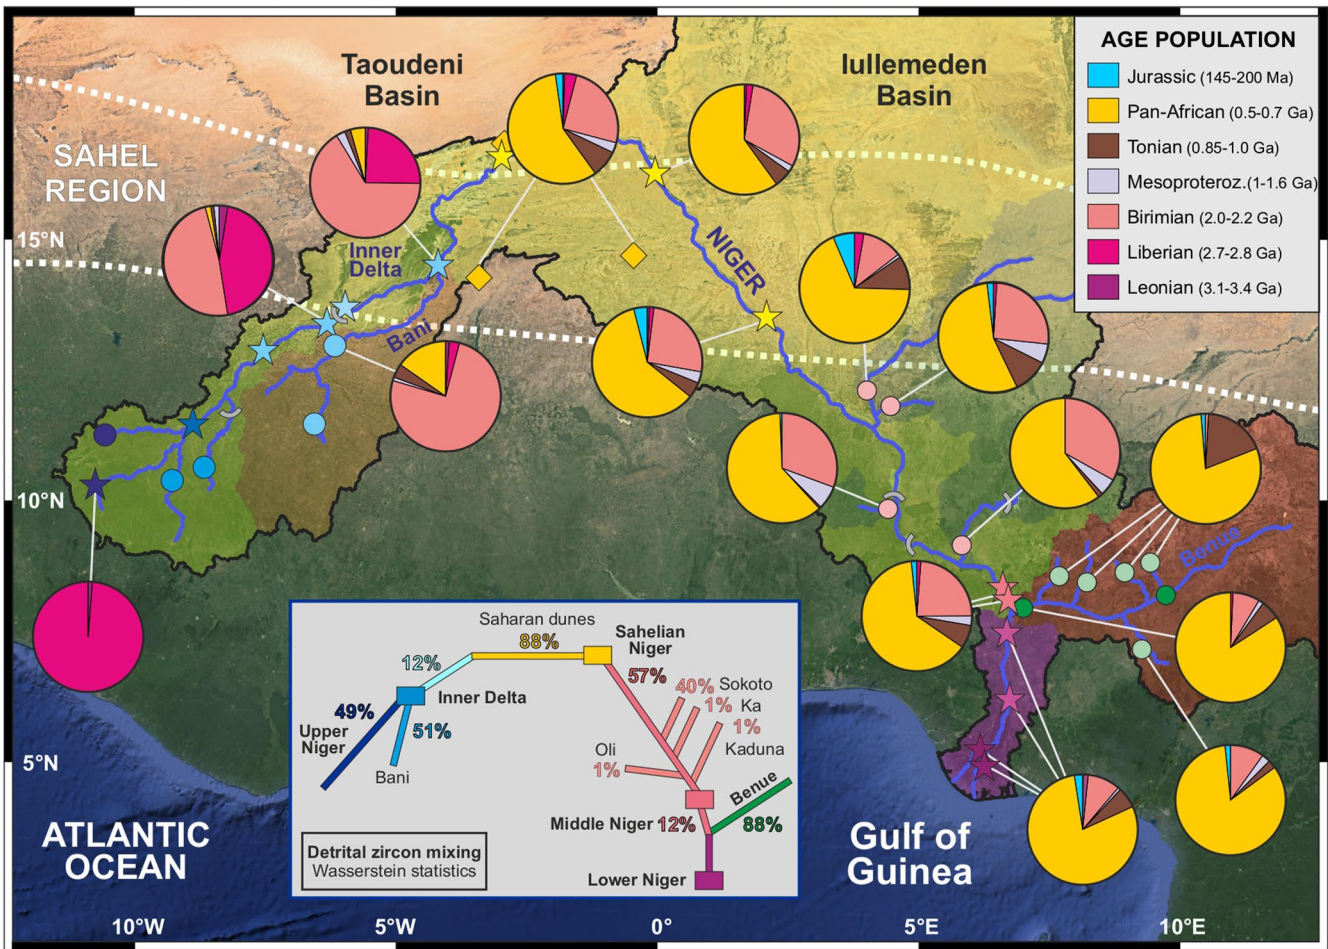 Taoudeni
Basin
Iullemeden
Basin
AGE POPULATION
Jurassic (145-200 Ma)
Pan-African (0.5-0.7 Ga)
Tonian (0.85-1.0 Ga)
Mesoproteroz.(1-1.6 Ga)
Birimian (2.0-2.2 Ga)
Liberian (2.7-2.8 Ga)
Leonian (3.1-3.4 Ga)
SAHEL
REGION
15°N
Inner
Delta
NIGER
Bani
10°N
Benue
5°N
Saharan dunes
88%
Sahelian
Niger
12%
57%
Inner Delta
40% Sokoto
1% Ka
1%
Kaduna
49%
Upper
Niger
51%
Bani
Oli
1%
Benue
Middle Niger 12%
88%
Detrital zircon mixing
Wasserstein statistics
Lower Niger
ATLANTIC
OCEAN
Gulf of
Guinea
10°W
5°W
0°
5°E
10°E